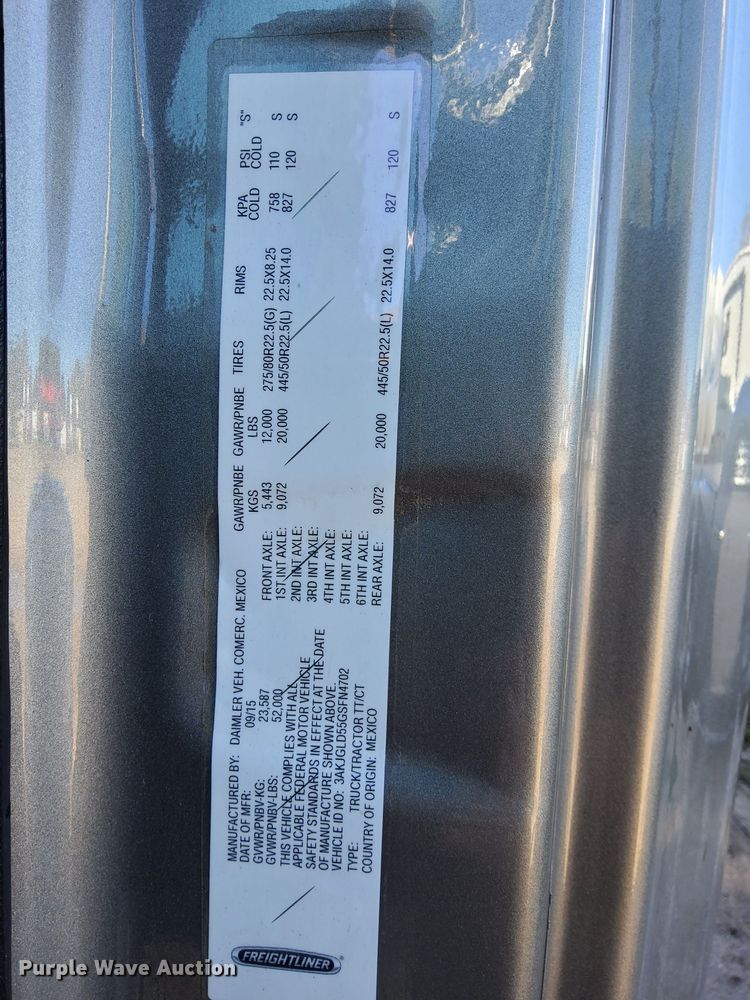 FREIGHTLINER
MANUFACTURED BY: DAIMLER VEH. COMERC. MEXICO
DATE OF MFR: 09/15
GVWR/PNBV-KG: 23,587
GVWR/PNBV-LBS: 52,000
THIS VEHICLE COMPLIES WITH ALL
APPLICABLE FEDERAL MOTOR VEHICLE
SAFETY STANDARDS IN EFFECT AT THE DATE
OF MANUFACTURE SHOWN ABOVE.
VEHICLE ID NO: 3AKJGLD55GSFN4702
TYPE: TRUCK/TRACTOR TT/CT
COUNTRY OF ORIGIN: MEXICO
GAWR/PNBE GAWR/PNBE TIRES RIMS KPA PSI "S"
KGS LBS COLD COLD
FRONT AXLE: 5,443 12,000 275/80R22.5(G) 22.5X8.25 758 110 S
1ST INT AXLE: 9,072 20,000 445/50R22.5(L) 22.5X14.0 827 120 S
2ND INT AXLE:
3RD INT AXLE:
4TH INT AXLE:
5TH INT AXLE:
6TH INT AXLE:
REAR AXLE: 9,072 20,000 445/50R22.5(L) 22.5X14.0 827 120 S
Purple Wave Auction